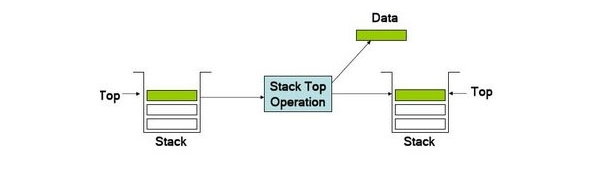 Data
Top
Stack Top
Operation
Top
Stack
Stack